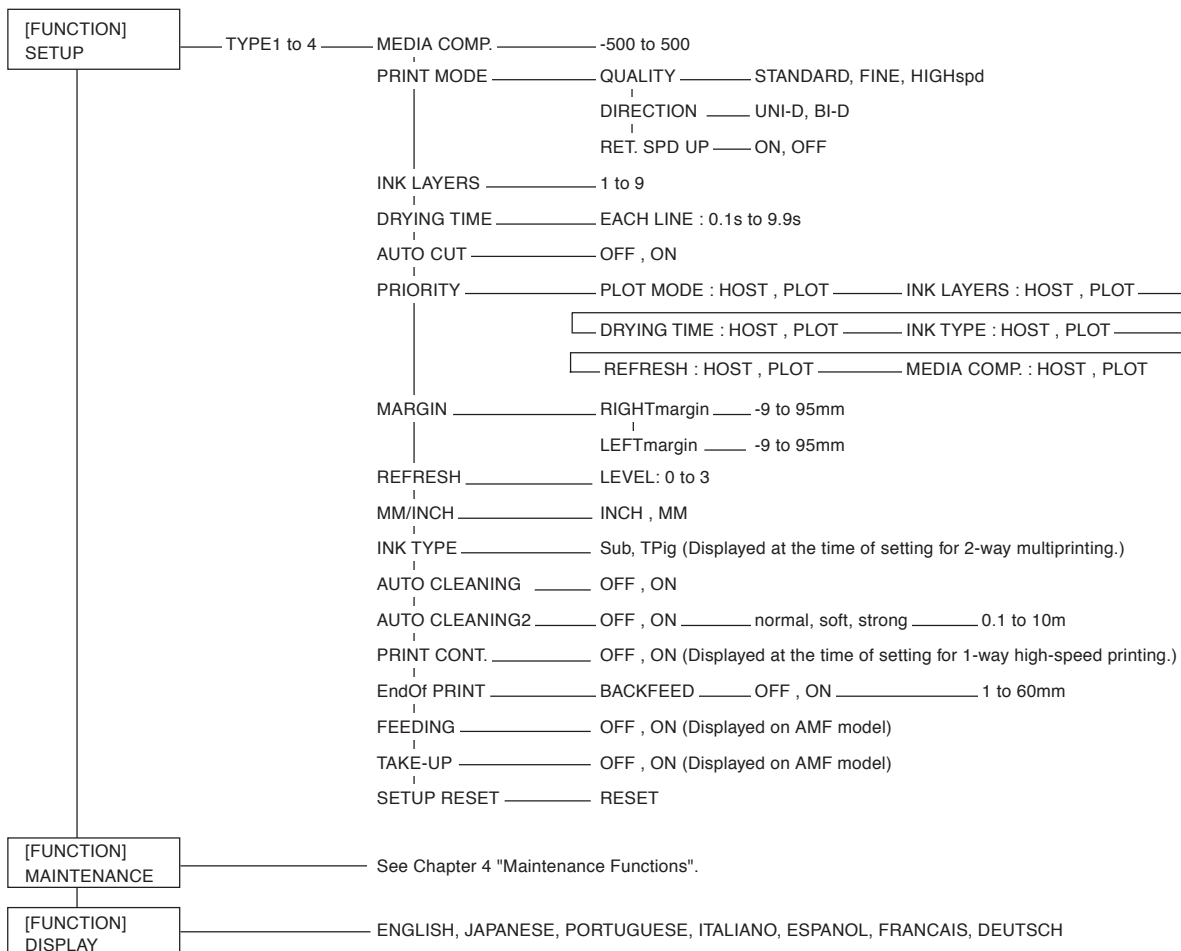 [FUNCTION]
SETUP
TYPE1 to 4 MEDIA COMP. -500 to 500
PRINT MODE QUALITY STANDARD, FINE, HIGHspd
DIRECTION UNI-D, BI-D
RET. SPD UP ON, OFF
INK LAYERS 1 to 9
DRYING TIME EACH LINE : 0.1s to 9.9s
AUTO CUT OFF , ON
PRIORITY PLOT MODE : HOST , PLOT INK LAYERS : HOST , PLOT
DRYING TIME : HOST , PLOT INK TYPE : HOST , PLOT
REFRESH : HOST , PLOT MEDIA COMP. : HOST , PLOT
MARGIN RIGHTmargin -9 to 95mm
LEFTmargin -9 to 95mm
REFRESH LEVEL: 0 to 3
MM/INCH INCH , MM
INK TYPE Sub, TPig (Displayed at the time of setting for 2-way multiprinting.)
AUTO CLEANING OFF , ON
AUTO CLEANING2 OFF , ON normal, soft, strong 0.1 to 10m
PRINT CONT. OFF , ON (Displayed at the time of setting for 1-way high-speed printing.)
EndOf PRINT BACKFEED OFF , ON 1 to 60mm
FEEDING OFF , ON (Displayed on AMF model)
TAKE-UP OFF , ON (Displayed on AMF model)
SETUP RESET RESET
[FUNCTION]
MAINTENANCE
See Chapter 4 "Maintenance Functions".
[FUNCTION]
DISPLAY
ENGLISH, JAPANESE, PORTUGUESE, ITALIANO, ESPANOL, FRANCAIS, DEUTSCH